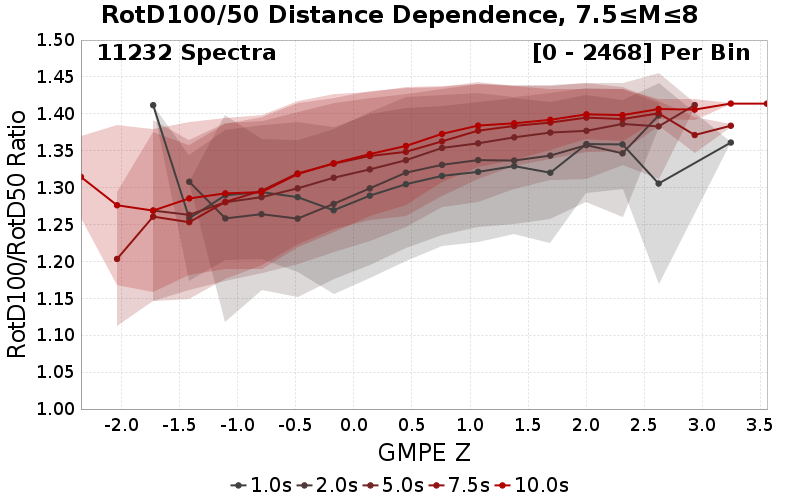 RotD100/50 Distance Dependence, 7.5≤M≤8
11232 Spectra
[0 - 2468] Per Bin
RotD100/RotD50 Ratio
1.50
1.45
1.40
1.35
1.30
1.25
1.20
1.15
1.10
1.05
1.00
-2.0 -1.5 -1.0 -0.5 0.0 0.5 1.0 1.5 2.0 2.5 3.0 3.5
GMPE Z
1.0s 2.0s 5.0s 7.5s 10.0s